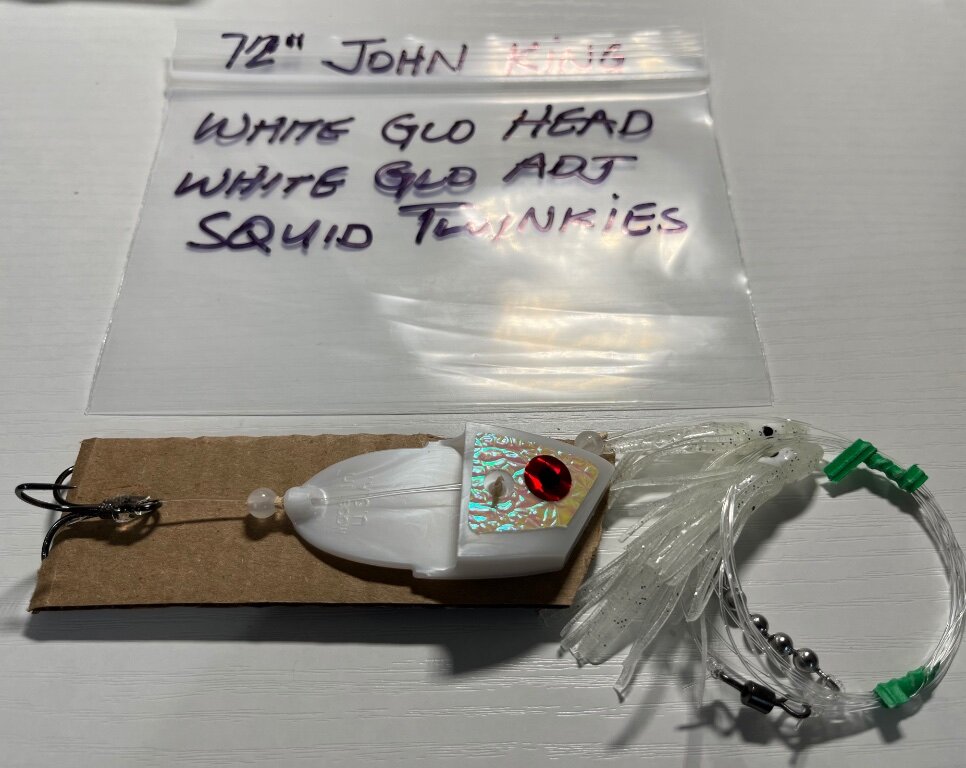 72" JOHN KING
WHITE GLO HEAD
WHITE GLO ADJ
SQUID TWINKIES